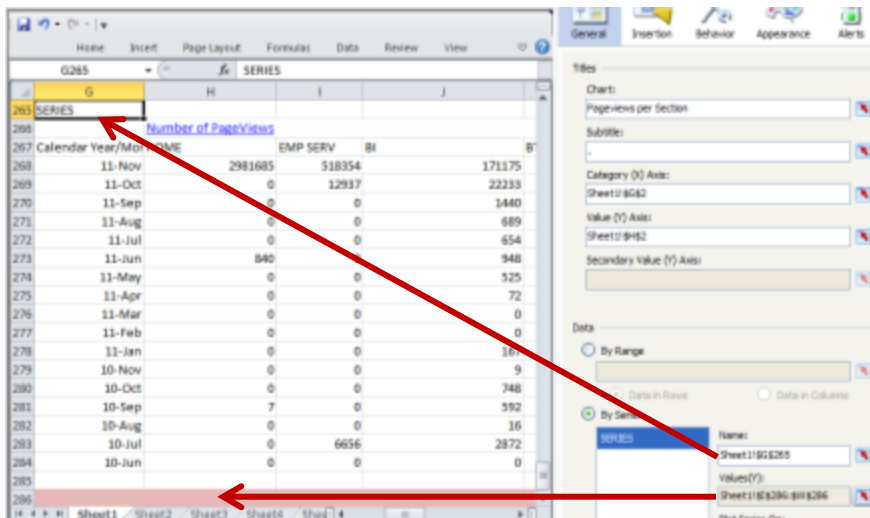 Home Insert Page Layout Formulas Data Review View
G265 fx SERIES
G H I J
265 SERIES
266 Number of PageViews
267 Calendar Year/Mon HOME EMP SERV BI
268 11-Nov 2981685 518354 171175
269 11-Oct 0 12937 22233
270 11-Sep 0 0 1440
271 11-Aug 0 0 689
272 11-Jul 0 0 654
273 11-Jun 840 948
274 11-May 0 0 525
275 11-Apr 0 0 72
276 11-Mar 0 0 0
277 11-Feb 0 0 0
278 11-Jan 0 0 167
279 10-Nov 0 0 9
280 10-Oct 0 0 748
281 10-Sep 7 0 592
282 10-Aug 0 0 16
283 10-Jul 0 6656 2872
284 10-Jun 0 0 0
285
286
Sheet1 Sheet2 Sheet3 Sheet4
General Insertion Behavior Appearance Alerts
Titles
Chart:
Pageviews per Section
Subtitle:
.
Category (X) Axis:
Sheet1!$G$2
Value (Y) Axis:
Sheet1!$H$2
Secondary Value (Y) Axis:
Data
By Range
Data in Rows Data in Columns
By Series
SERIES
Name:
Sheet1!$G$265
Values(Y):